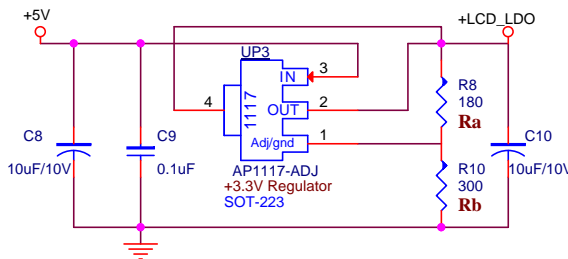 +5V
+LCD_LDO
UP3
IN
3
R8
180
Ra
4
1117
OUT
2
C8
10uF/10V
C9
0.1uF
Adj/gnd
1
C10
10uF/10V
AP1117-ADJ
+3.3V Regulator
SOT-223
R10
300
Rb